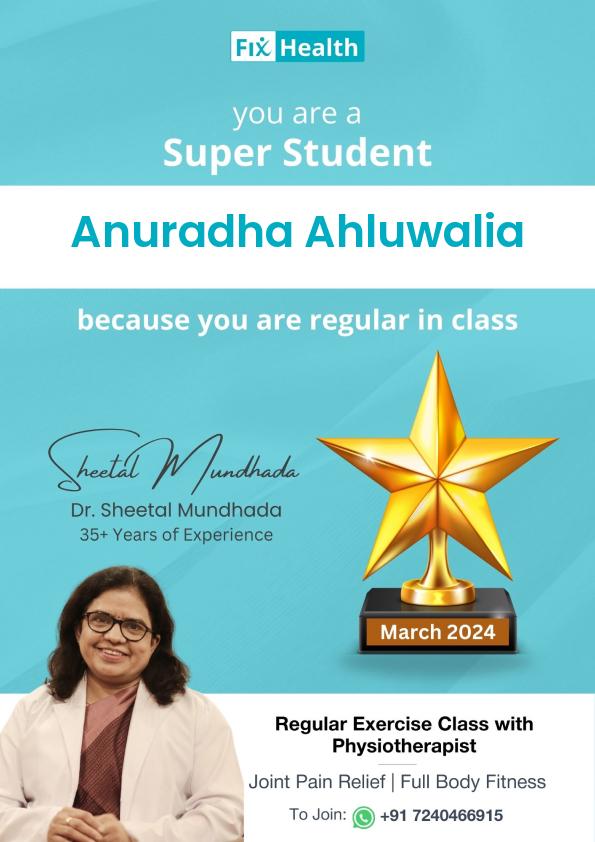 Fix Health
you are a
Super Student
Anuradha Ahluwalia
because you are regular in class
Sheetal Mundhada
Dr. Sheetal Mundhada
35+ Years of Experience
March 2024
Regular Exercise Class with
Physiotherapist
Joint Pain Relief | Full Body Fitness
To Join: +91 7240466915